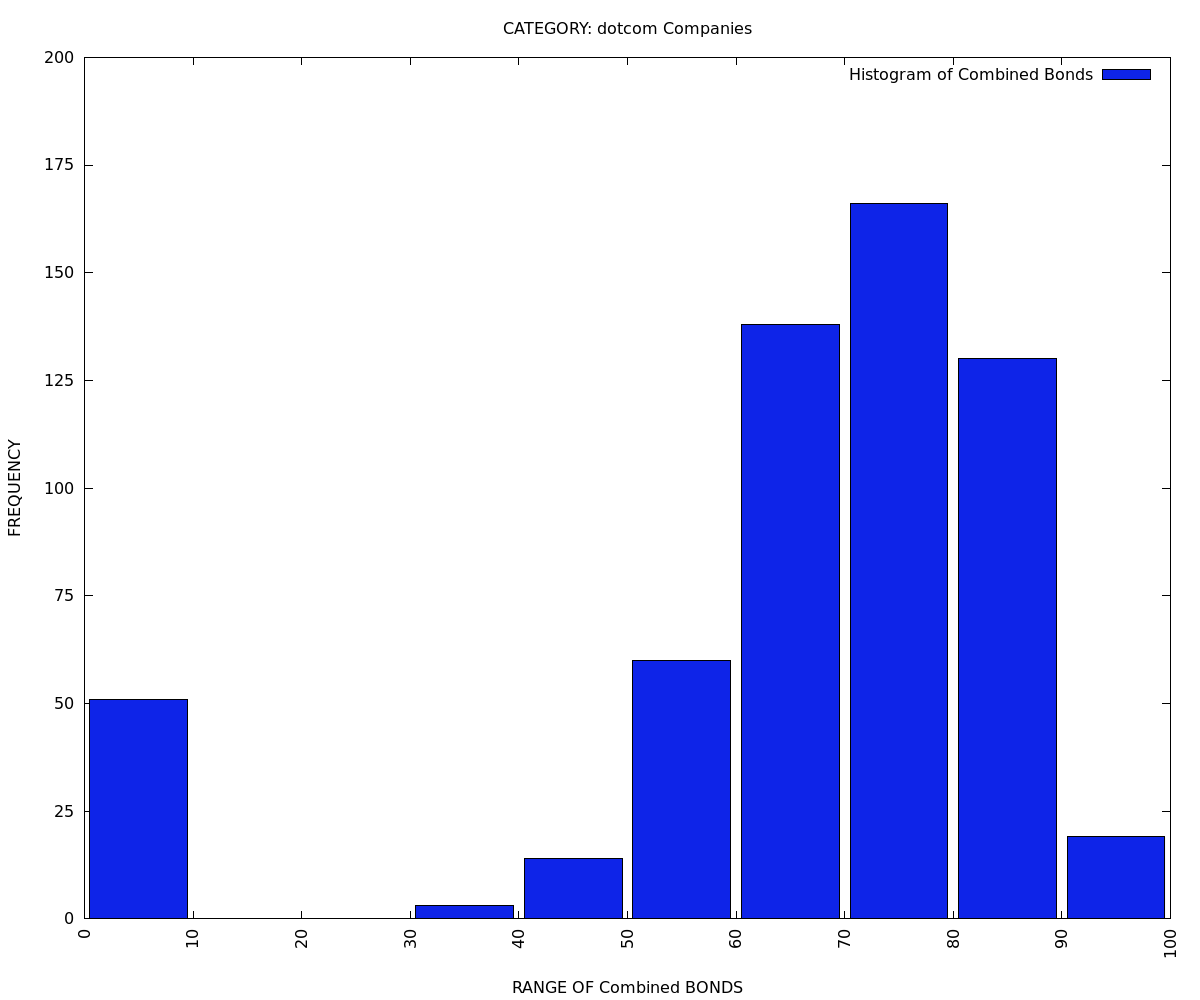 CATEGORY: dotcom Companies
Histogram of Combined Bonds
200
175
150
125
100
75
50
25
0
FREQUENCY
0 10 20 30 40 50 60 70 80 90 100
RANGE OF Combined BONDS